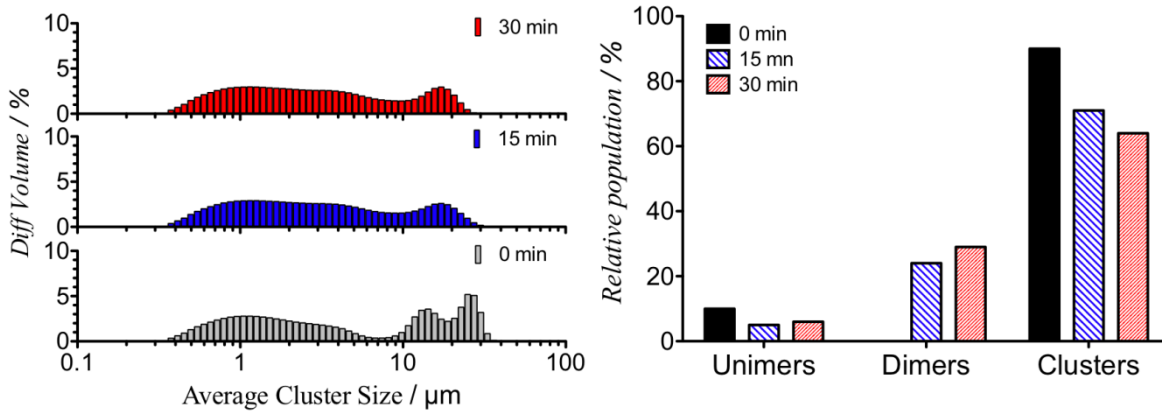 Diff Volume / %
10
5
0
30 min
10
5
0
15 min
10
5
0
0 min
0.1
1
10
100
Average Cluster Size / μm
Relative population / %
100
80
60
40
20
0
0 min
15 mn
30 min
Unimers
Dimers
Clusters